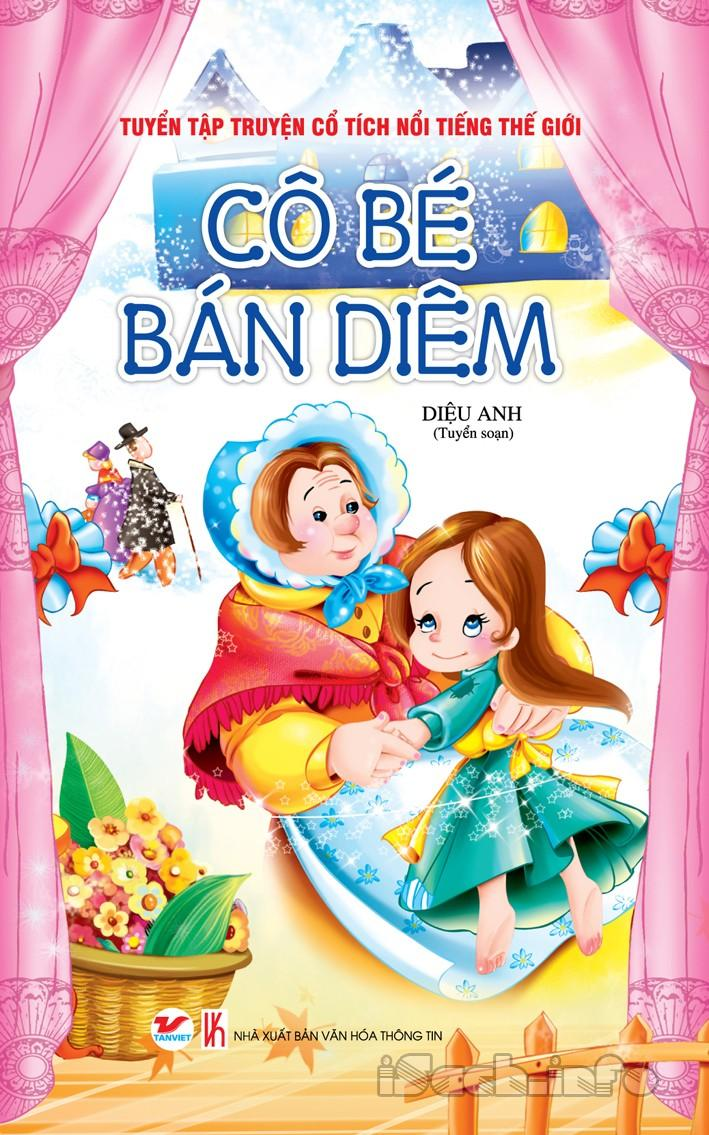 TUYỂN TẬP TRUYỆN CỔ TÍCH NỔI TIẾNG THẾ GIỚI
CÔ BÉ
BÁN DIÊM
DIỆU ANH
(Tuyển soạn)
TANVIET
NHÀ XUẤT BẢN VĂN HÓA THÔNG TIN
iSach.info